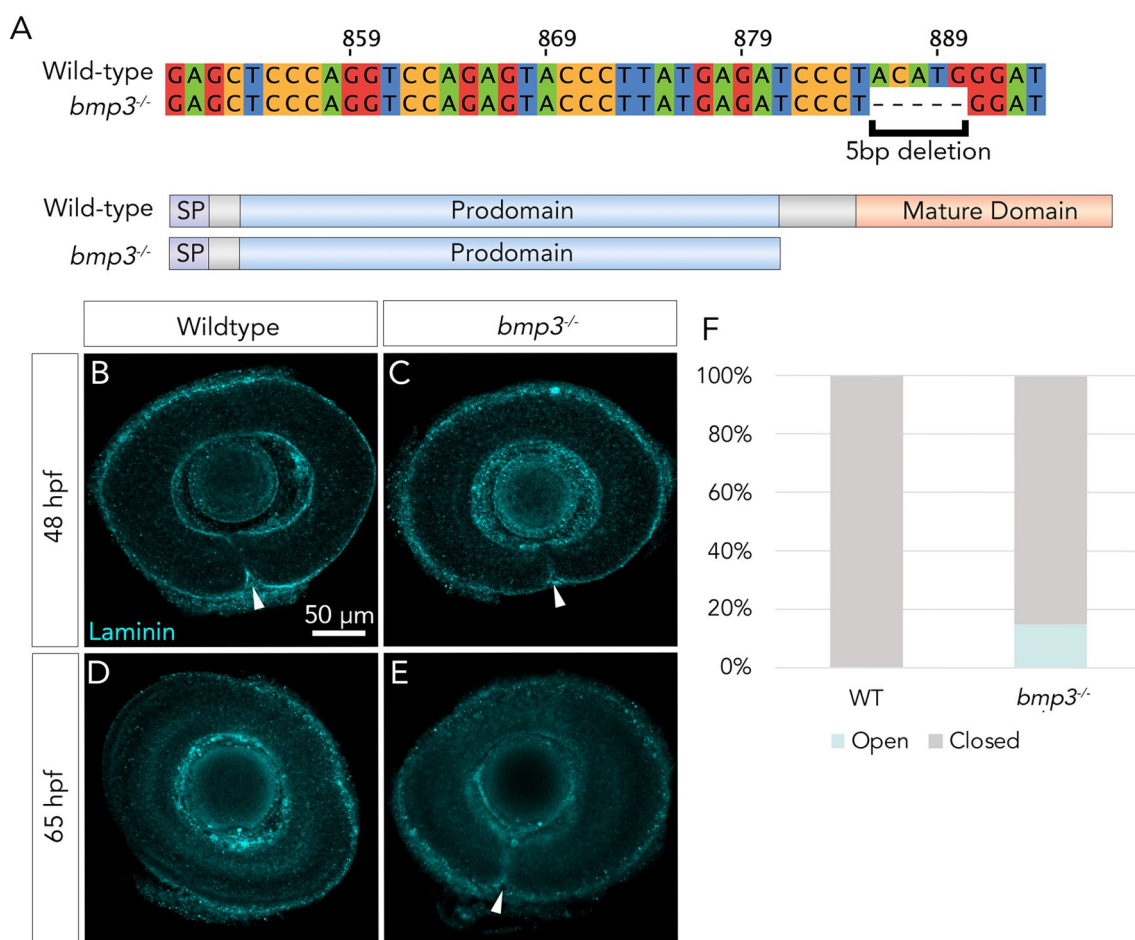 A
859 869 879 889
Wild-type GAGCTCCCAGGTCCAGAGTACCCTTATGAGATCCCTACATGGGAT
bmp3-/- GAGCTCCCAGGTCCAGAGTACCCTTATGAGATCCCT-----GGAT
5bp deletion
Wild-type SP Prodomain Mature Domain
bmp3-/- SP Prodomain
Wildtype bmp3-/-
48 hpf
B
Laminin
50 µm
C
65 hpf
D
E
F
100%
80%
60%
40%
20%
0%
WT bmp3-/-
Open Closed